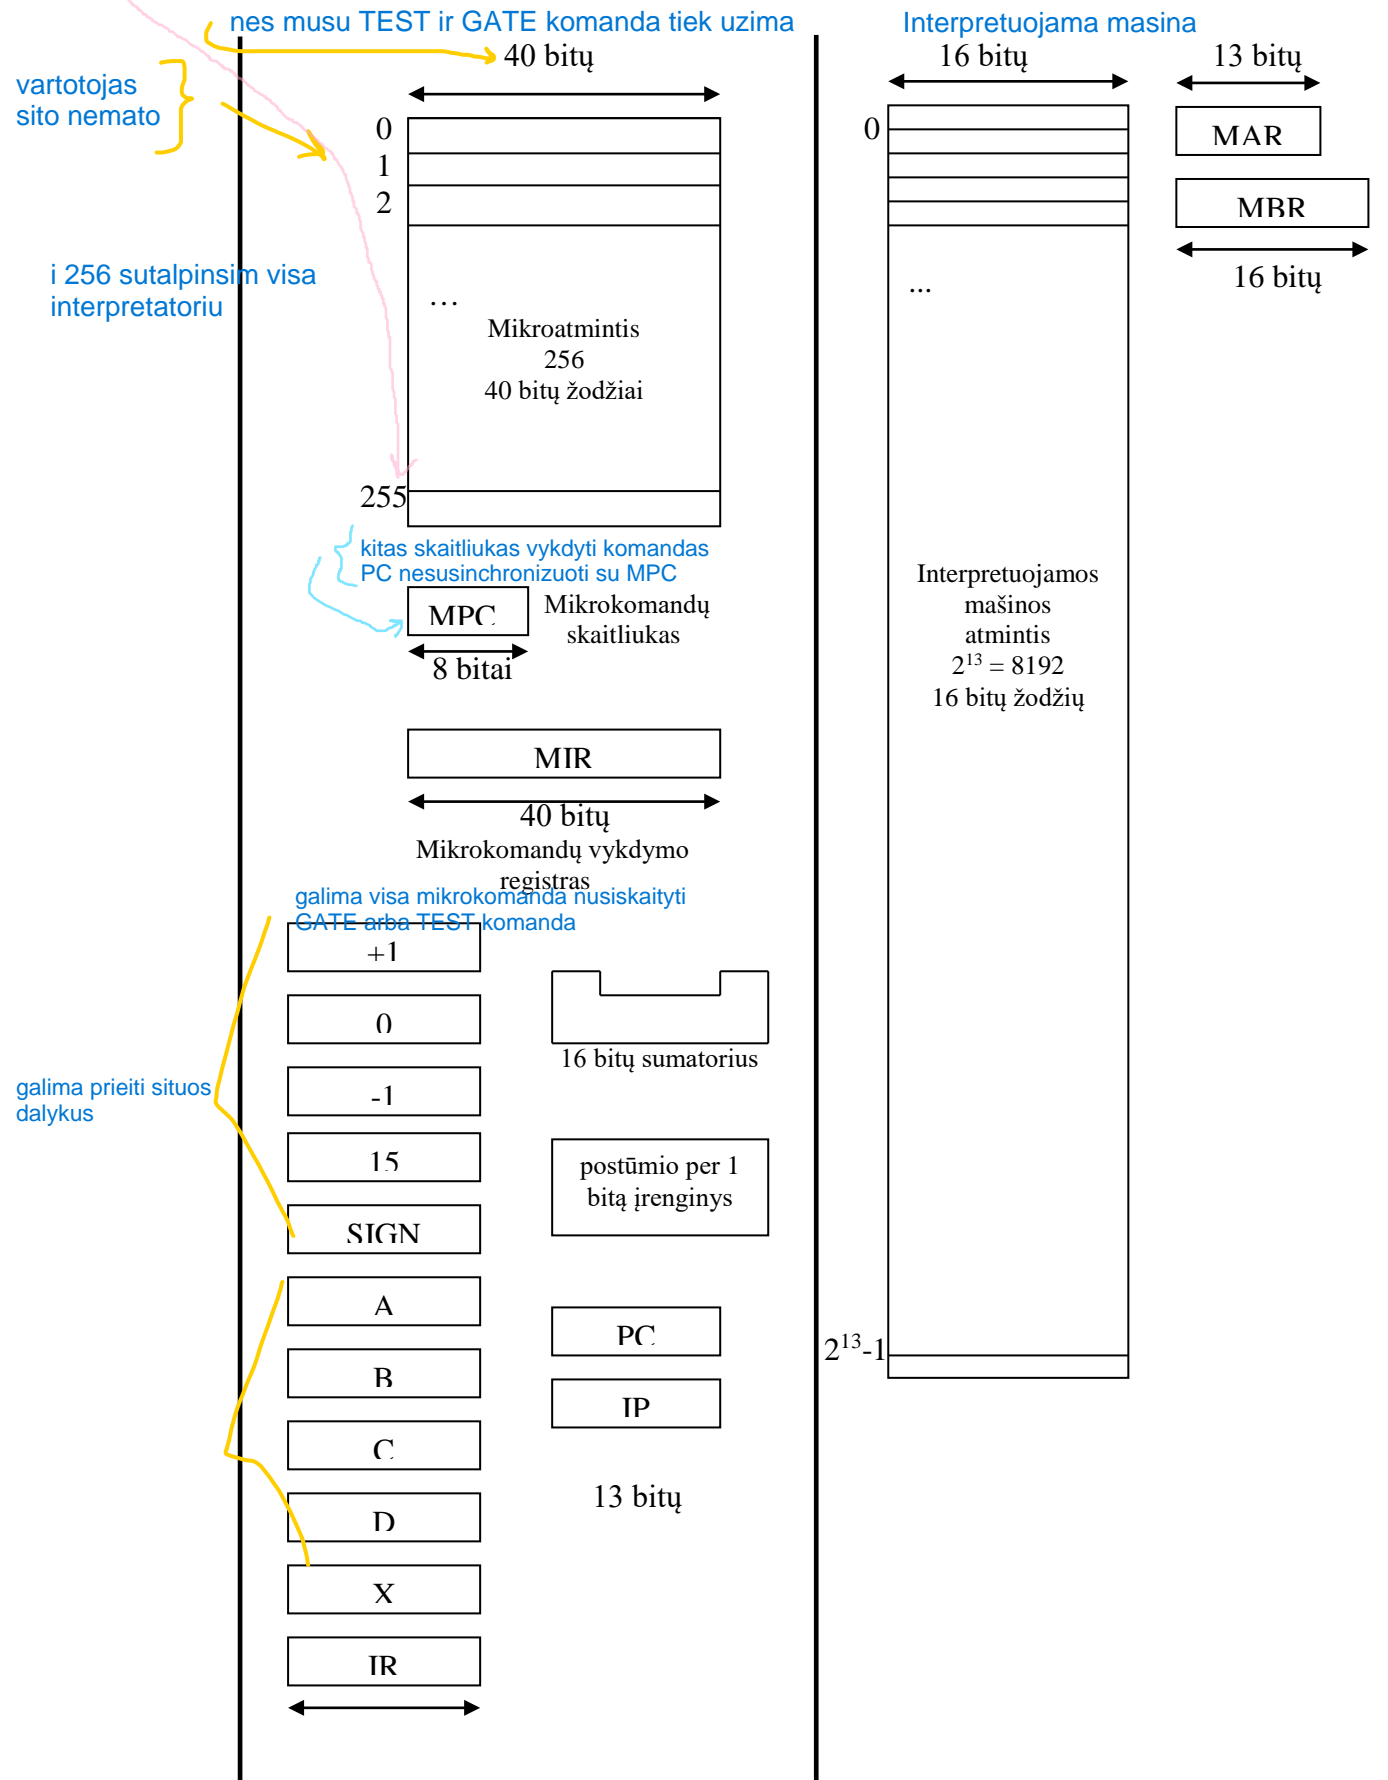 nes musu TEST ir GATE komanda tiek uzima
40 bitų
vartotojas
sito nemato
0
1
2
i 256 sutalpinsim visa
interpretatoriu
…
Mikroatmintis
256
40 bitų žodžiai
255
kitas skaitliukas vykdyti komandas
PC nesusinchronizuoti su MPC
MPC
Mikrokomandų
skaitliukas
8 bitai
MIR
40 bitų
Mikrokomandų vykdymo
registras
galima visa mikrokomanda nusiskaityti
GATE arba TEST komanda
+1
0
-1
15
SIGN
galima prieiti situos
dalykus
A
B
C
D
X
IR
16 bitų sumatorius
postūmio per 1
bitą įrenginys
PC
IP
13 bitų
Interpretuojama masina
16 bitų
13 bitų
0
MAR
MBR
16 bitų
...
Interpretuojamos
mašinos
atmintis
2¹³ = 8192
16 bitų žodžių
2¹³-1